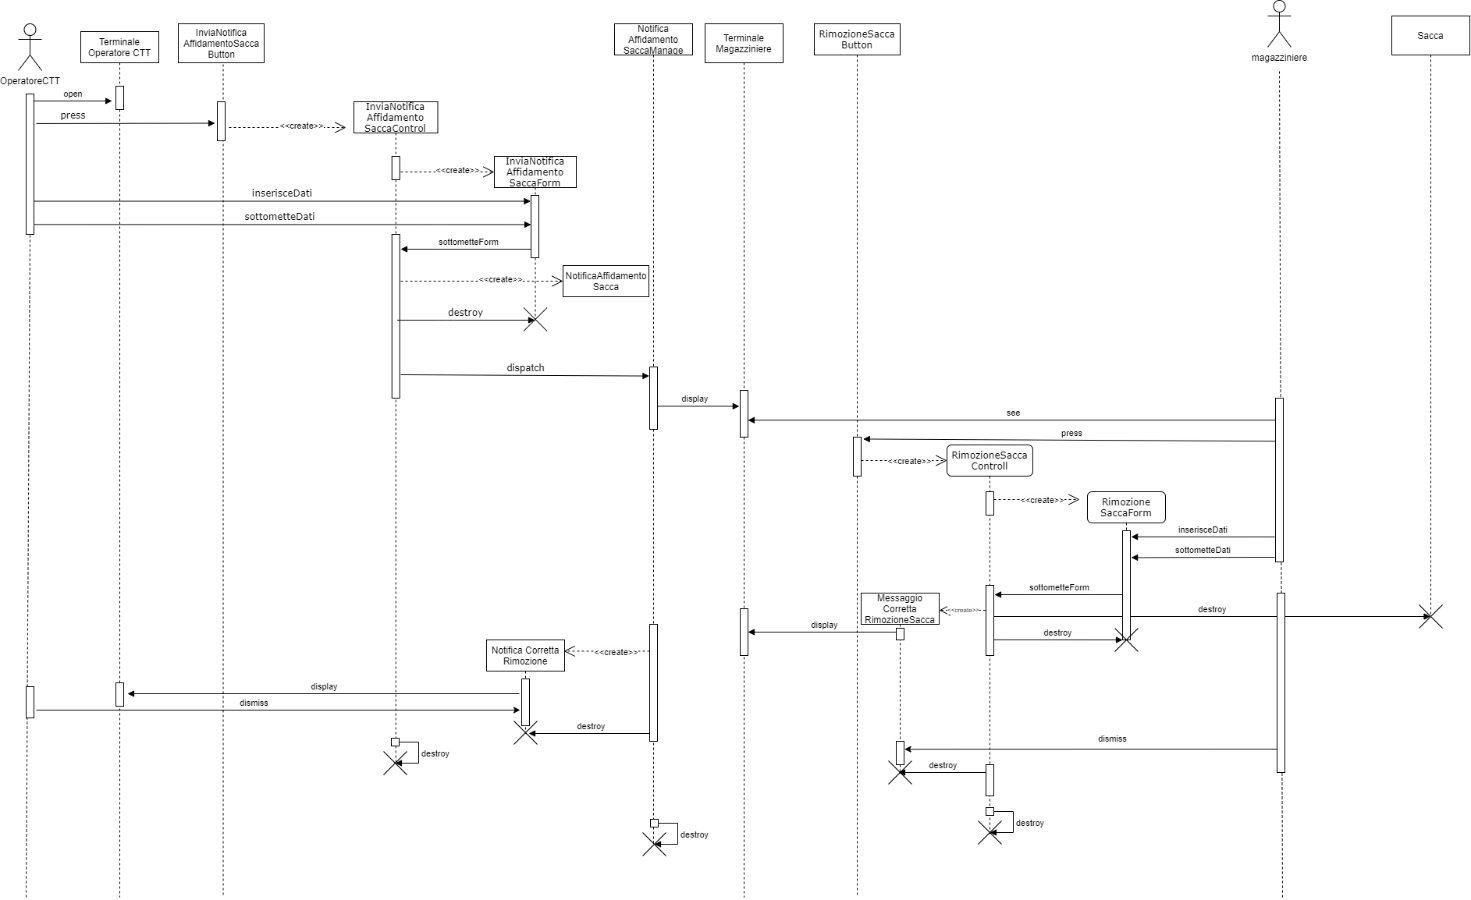 OperatoreCTT
Terminale
Operatore CTT
InviaNotifica
AffidamentoSacca
Button
Notifica
Affidamento
SaccaManage
Terminale
Magazziniere
RimozioneSacca
Button
magazziniere
Sacca
open
press
<<create>>
InviaNotifica
Affidamento
SaccaControl
<<create>>
InviaNotifica
Affidamento
SaccaForm
inserisceDati
sottometteDati
sottometteForm
<<create>>
NotificaAffidamento
Sacca
destroy
dispatch
display
see
press
<<create>>
RimozioneSacca
Controll
<<create>>
Rimozione
SaccaForm
inserisceDati
sottometteDati
sottometteForm
Messaggio
Corretta
RimozioneSacca
<<create>>
destroy
display
destroy
Notifica Corretta
Rimozione
<<create>>
display
dismiss
destroy
destroy
dismiss
destroy
destroy
destroy